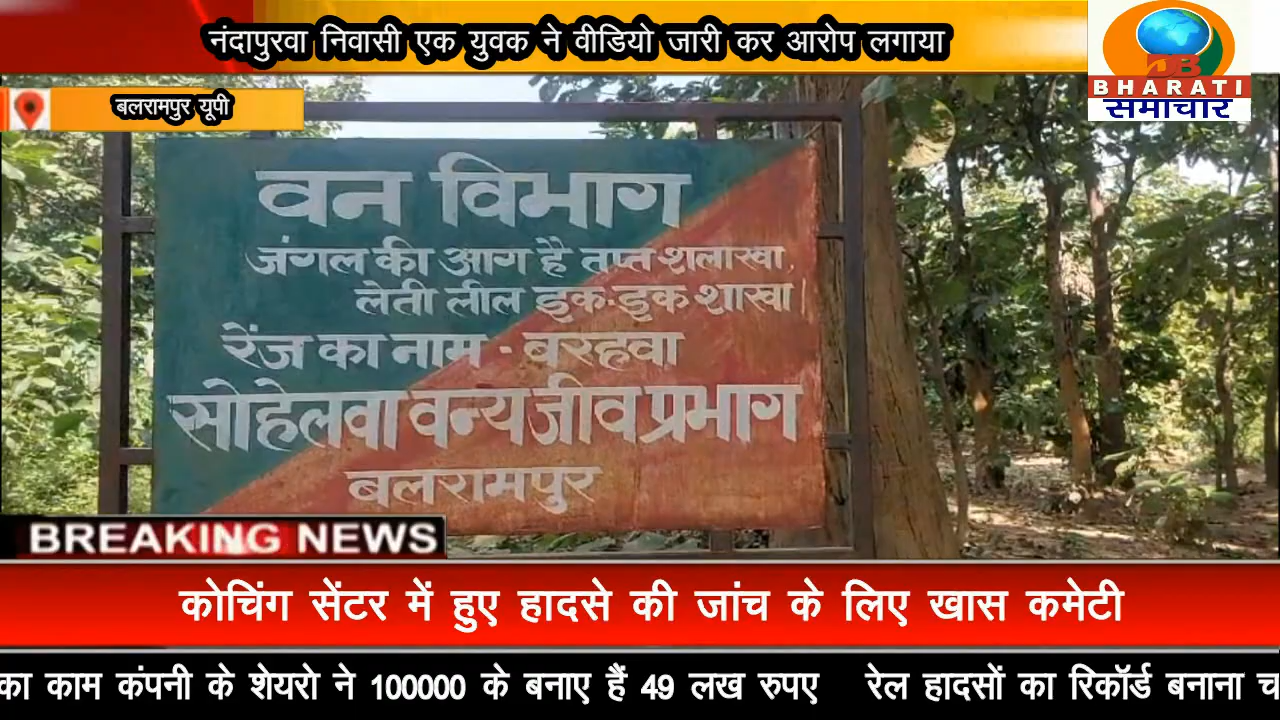 नंदापुरवा निवासी एक युवक ने वीडियो जारी कर आरोप लगाया
DB
BHARATI
समाचार
बलरामपुर यूपी
वन विभाग
जंगल की आग है तप्त शलाखा,
लेती लील इक-इक शाखा।
रेंज का नाम - बरहवा
सोहेलवा वन्य जीव प्रभाग
बलरामपुर
BREAKING NEWS
कोचिंग सेंटर में हुए हादसे की जांच के लिए खास कमेटी
का काम कंपनी के शेयरो ने 100000 के बनाए हैं 49 लख रुपए रेल हादसों का रिकॉर्ड बनाना च